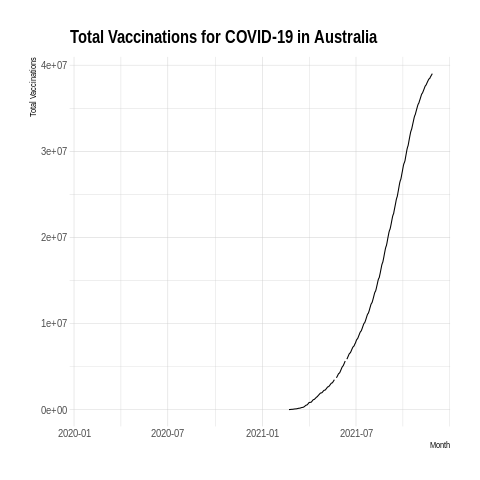 Total Vaccinations for COVID-19 in Australia
Total Vaccinations
4e+07
3e+07
2e+07
1e+07
0e+00
2020-01 2020-07 2021-01 2021-07
Month